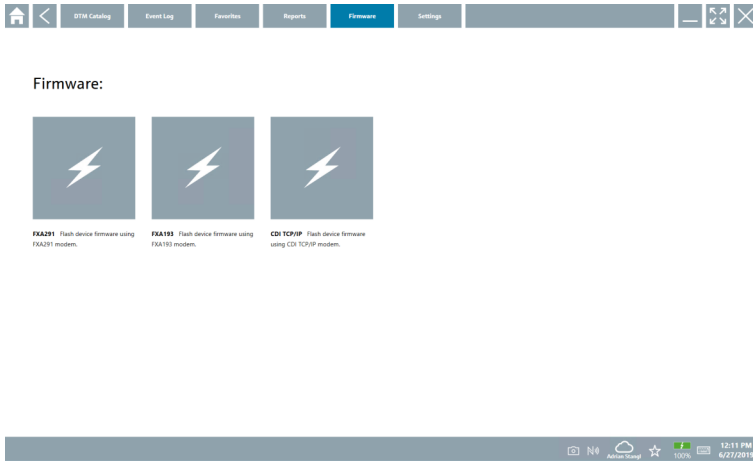 DTM Catalog
Event Log
Favorites
Reports
Firmware
Settings
Firmware:
FXA291 Flash device firmware using
FXA291 modem.
FXA193 Flash device firmware using
FXA193 modem.
CDI TCP/IP Flash device firmware
using CDI TCP/IP modem.
Adrian Stangl
100%
12:11 PM
6/27/2019